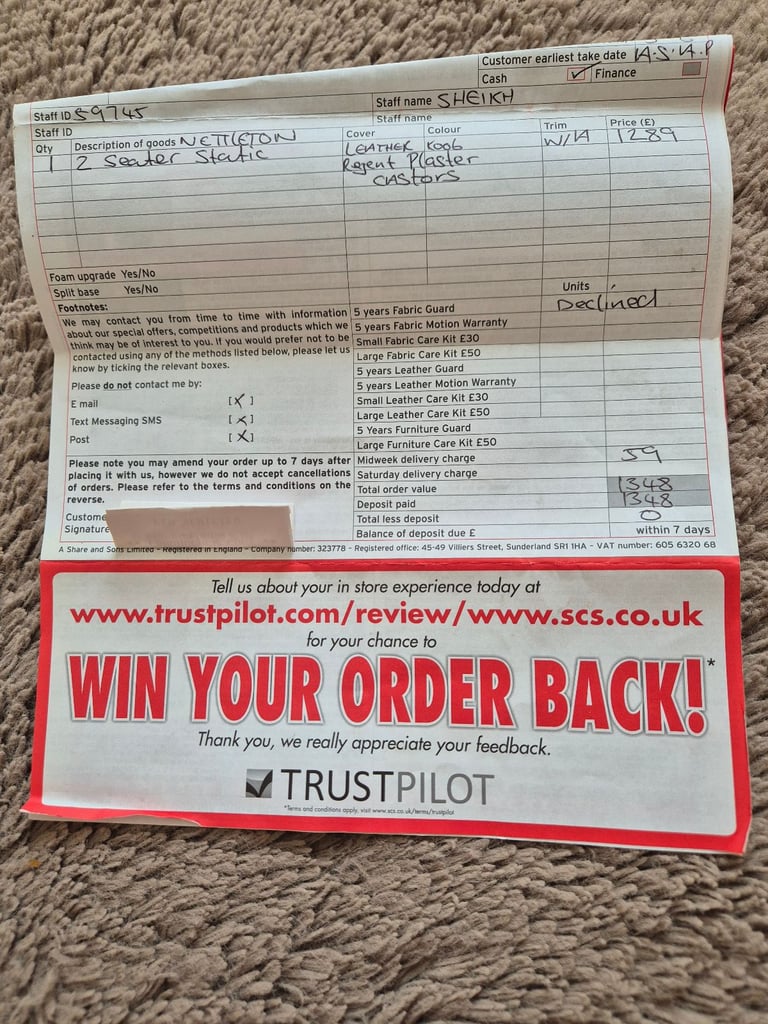 Customer earliest take date A.S.A.P
Cash ✓ Finance
Staff ID 59745 Staff name SHEIKH
Staff ID Staff name
Qty Description of goods NETTLETON Cover Colour Trim Price (£)
1 2 Seater Static LEATHER K006 N/A 1289
Regent Plaster
CASTORS
Foam upgrade Yes/No
Split base Yes/No
Units
Footnotes:
We may contact you from time to time with information
about our special offers, competitions and products which we
think may be of interest to you. If you would prefer not to be
contacted using any of the methods listed below, please let us
know by ticking the relevant boxes.
Please do not contact me by:
E mail [X]
Text Messaging SMS [X]
Post [X]
Please note you may amend your order up to 7 days after
placing it with us, however we do not accept cancellations
of orders. Please refer to the terms and conditions on the
reverse.
Signature
5 years Fabric Guard Declined
5 years Fabric Motion Warranty
Small Fabric Care Kit £30
Large Fabric Care Kit £50
5 years Leather Guard
5 years Leather Motion Warranty
Small Leather Care Kit £30
Large Leather Care Kit £50
5 Years Furniture Guard
Large Furniture Care Kit £50
Midweek delivery charge 59
Saturday delivery charge
Total order value 1348
Deposit paid 1348
Total less deposit 0
Balance of deposit due £ within 7 days
A Share and Sons Limited - Registered in England - Company number: 323778 - Registered office: 45-49 Villiers Street, Sunderland SR1 1HA - VAT number: 605 6320 68
Tell us about your in store experience today at
www.trustpilot.com/review/www.scs.co.uk
for your chance to
WIN YOUR ORDER BACK!*
Thank you, we really appreciate your feedback.
TRUSTPILOT
*Terms and conditions apply, visit www.scs.co.uk/terms/trustpilot